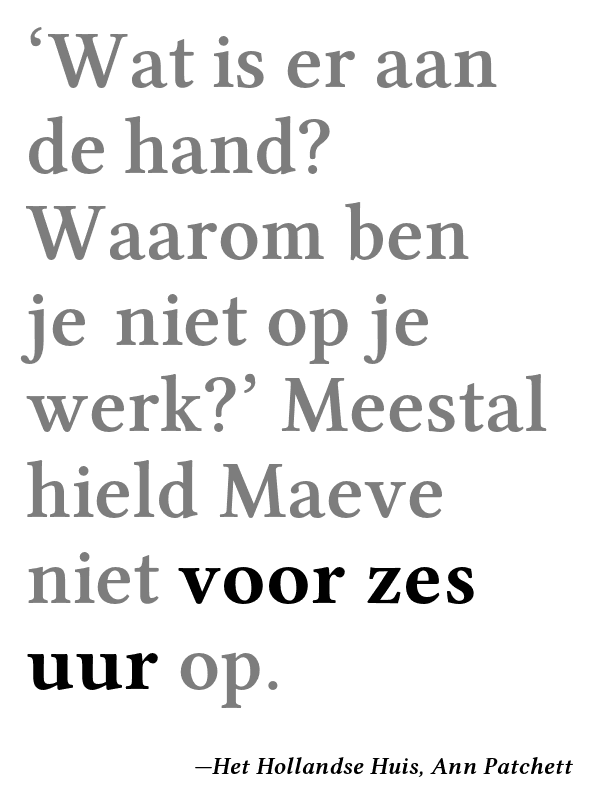 ‘Wat is er aan
de hand?
Waarom ben
je niet op je
werk?’ Meestal
hield Maeve
niet voor zes
uur op.
—Het Hollandse Huis, Ann Patchett